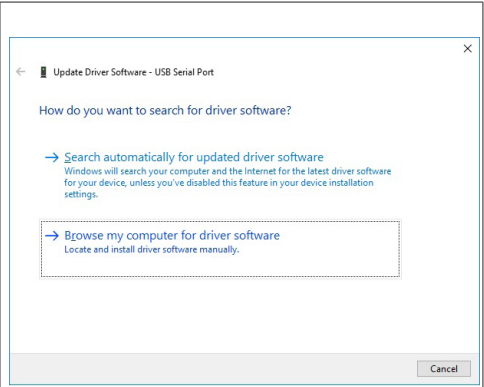 Update Driver Software - USB Serial Port
How do you want to search for driver software?
Search automatically for updated driver software
Windows will search your computer and the Internet for the latest driver software
for your device, unless you've disabled this feature in your device installation
settings.
Browse my computer for driver software
Locate and install driver software manually.
Cancel